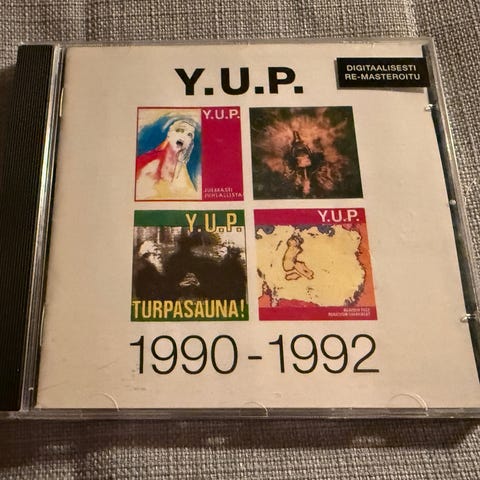 DIGITAALISESTI
RE-MASTEROITU
Y.U.P.
Y.U.P.
Y.U.P.
TURPASAUNA!
Y.U.P.
1990-1992